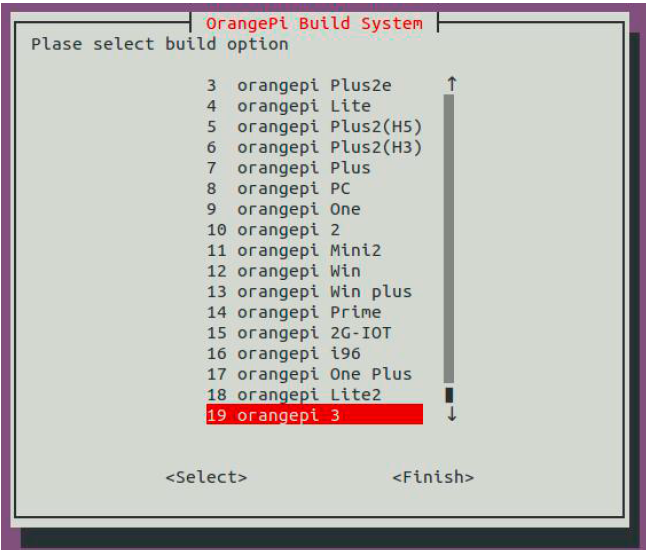 OrangePi Build System
Plase select build option
3 orangepi Plus2e
4 orangepi Lite
5 orangepi Plus2(H5)
6 orangepi Plus2(H3)
7 orangepi Plus
8 orangepi PC
9 orangepi One
10 orangepi 2
11 orangepi Mini2
12 orangepi Win
13 orangepi Win plus
14 orangepi Prime
15 orangepi 2G-IOT
16 orangepi i96
17 orangepi One Plus
18 orangepi Lite2
19 orangepi 3
<Select> <Finish>